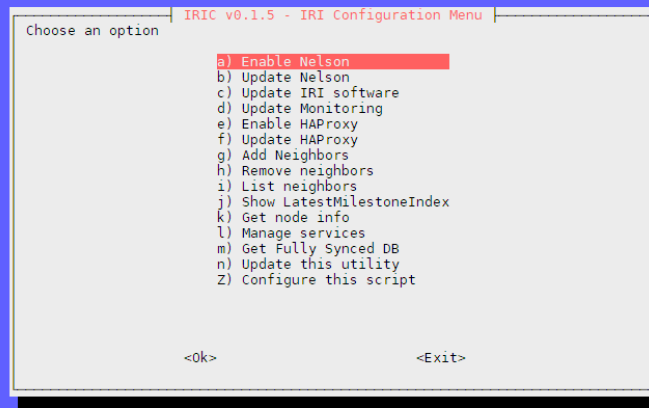 IRIC v0.1.5 - IRI Configuration Menu
Choose an option
a) Enable Nelson
b) Update Nelson
c) Update IRI software
d) Update Monitoring
e) Enable HAProxy
f) Update HAProxy
g) Add Neighbors
h) Remove neighbors
i) List neighbors
j) Show LatestMilestoneIndex
k) Get node info
l) Manage services
m) Get Fully Synced DB
n) Update this utility
Z) Configure this script
<Ok> <Exit>